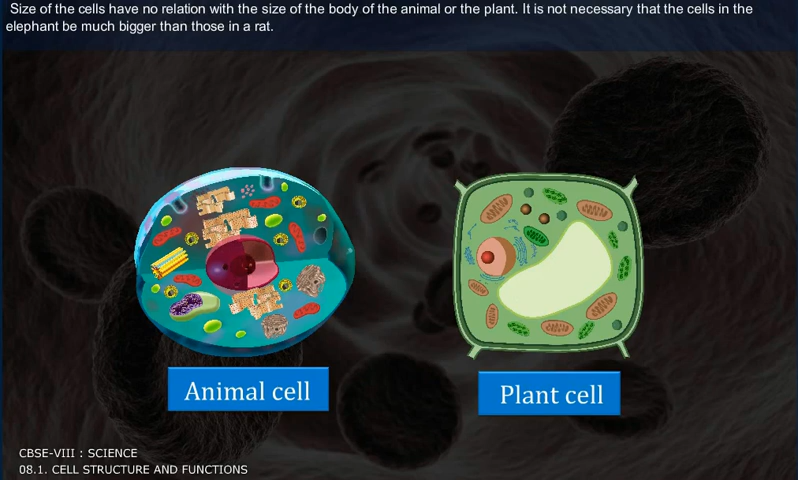 Size of the cells have no relation with the size of the body of the animal or the plant. It is not necessary that the cells in the
elephant be much bigger than those in a rat.
Animal cell
Plant cell
CBSE-VIII : SCIENCE
08.1. CELL STRUCTURE AND FUNCTIONS